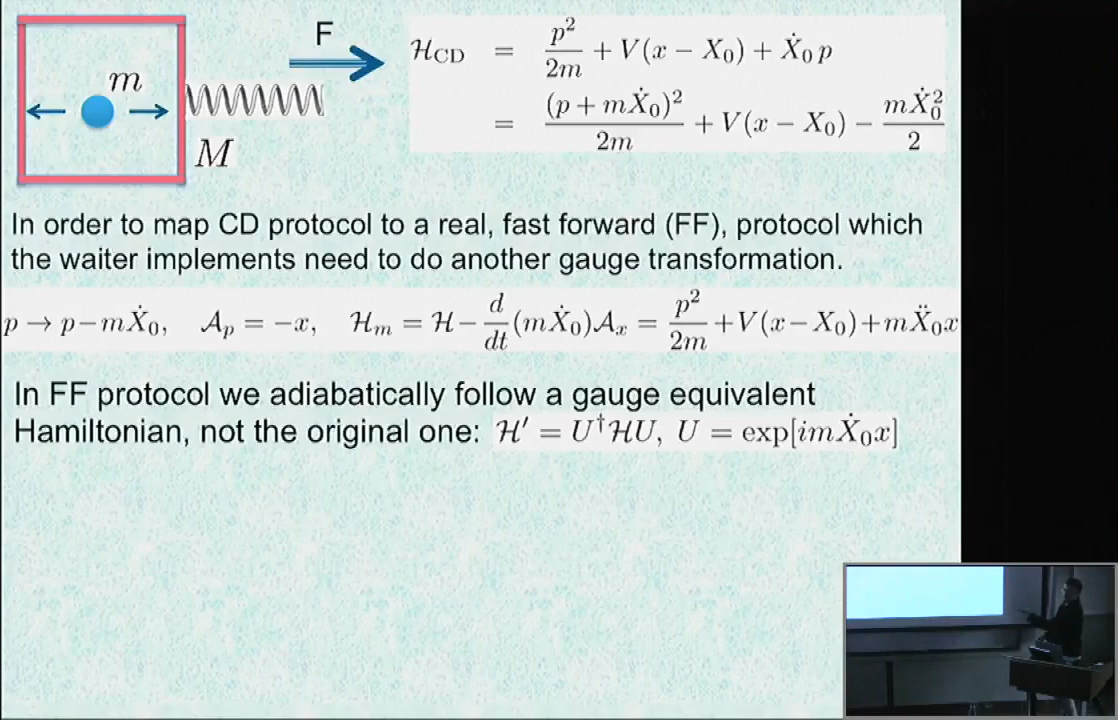 F
m
M
ℋ_CD = p²/2m + V(x − X₀) + Ẋ₀ p
= (p + mẊ₀)²/2m + V(x − X₀) − mẊ₀²/2
In order to map CD protocol to a real, fast forward (FF), protocol which
the waiter implements need to do another gauge transformation.
p → p − mẊ₀, 𝒜_p = −x, ℋ_m = ℋ − d/dt (mẊ₀)𝒜_x = p²/2m + V(x − X₀) + mẌ₀x
In FF protocol we adiabatically follow a gauge equivalent
Hamiltonian, not the original one: ℋ′ = U†ℋU, U = exp[imẊ₀x]